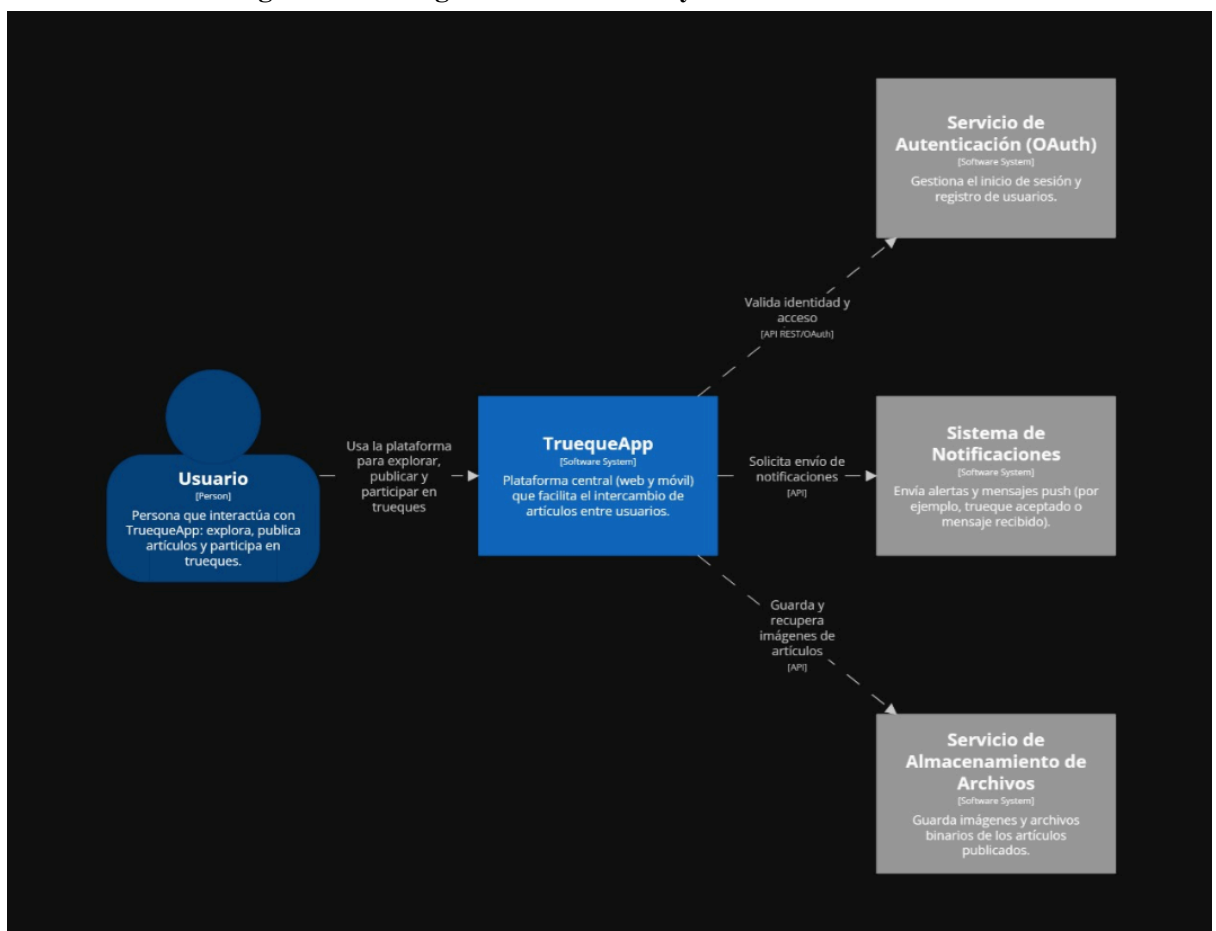 Servicio de
Autenticación (OAuth)
[Software System]
Gestiona el inicio de sesión y
registro de usuarios.
Valida identidad y
acceso
[API REST/OAuth]
Usuario
[Person]
Persona que interactúa con
TruequeApp: explora, publica
artículos y participa en
trueques.
Usa la plataforma
para explorar,
publicar y
participar en
trueques
TruequeApp
[Software System]
Plataforma central (web y móvil)
que facilita el intercambio de
artículos entre usuarios.
Solicita envío de
notificaciones
[API]
Sistema de
Notificaciones
[Software System]
Envía alertas y mensajes push (por
ejemplo, trueque aceptado o
mensaje recibido).
Guarda y
recupera
imágenes de
artículos
[API]
Servicio de
Almacenamiento de
Archivos
[Software System]
Guarda imágenes y archivos
binarios de los artículos
publicados.